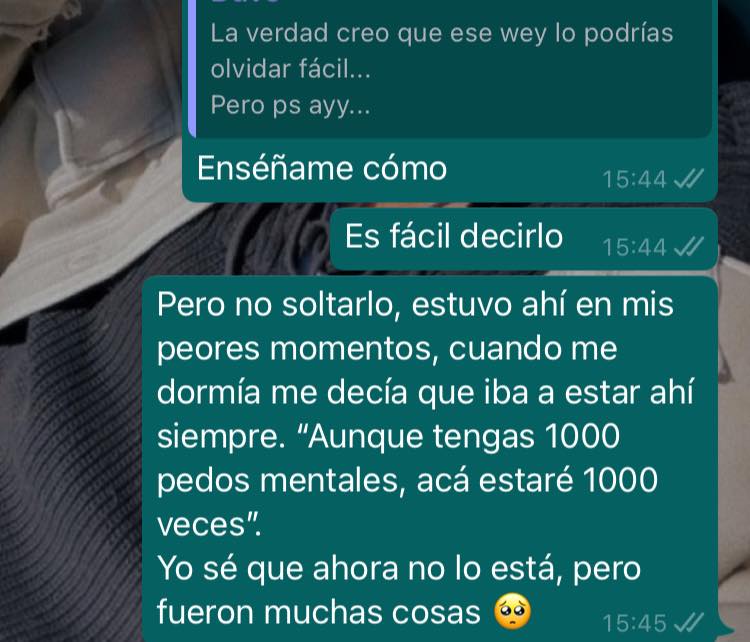 La verdad creo que ese wey lo podrías
olvidar fácil...
Pero ps ayy...
Enséñame cómo
15:44
Es fácil decirlo
15:44
Pero no soltarlo, estuvo ahí en mis
peores momentos, cuando me
dormía me decía que iba a estar ahí
siempre. “Aunque tengas 1000
pedos mentales, acá estaré 1000
veces”.
Yo sé que ahora no lo está, pero
fueron muchas cosas 🥺
15:45